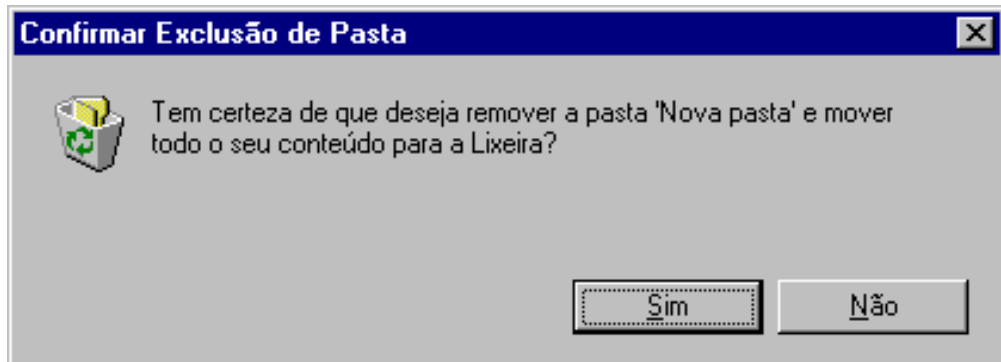 Confirmar Exclusão de Pasta
Tem certeza de que deseja remover a pasta 'Nova pasta' e mover
todo o seu conteúdo para a Lixeira?
Sim
Não